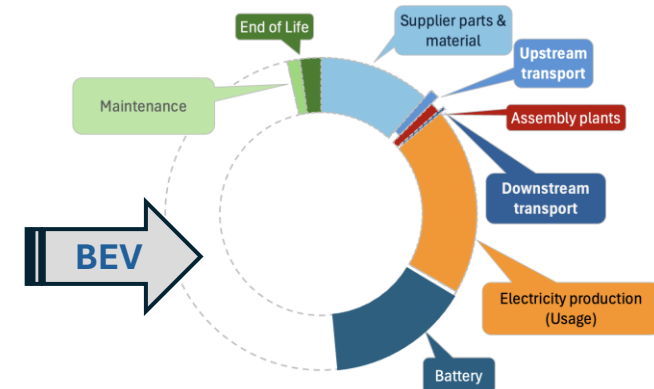 End of Life
Supplier parts &
material
Upstream
transport
Maintenance
Assembly plants
Downstream
transport
BEV
Electricity production
(Usage)
Battery